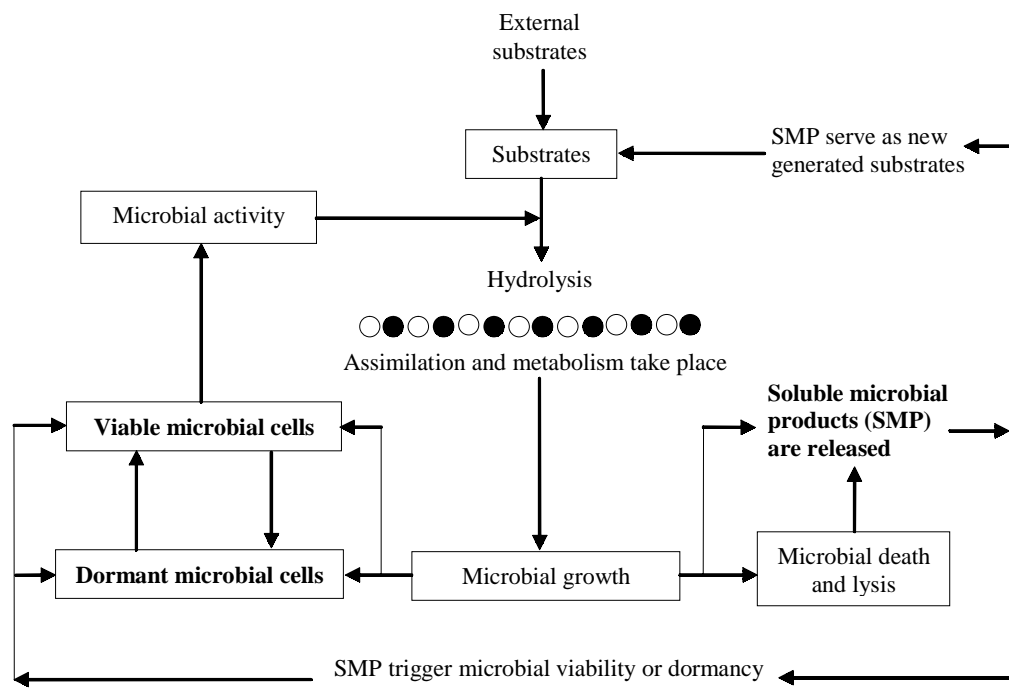 External
substrates
Substrates
SMP serve as new
generated substrates
Microbial activity
Hydrolysis
Assimilation and metabolism take place
Viable microbial cells
Soluble microbial
products (SMP)
are released
Dormant microbial cells
Microbial growth
Microbial death
and lysis
SMP trigger microbial viability or dormancy